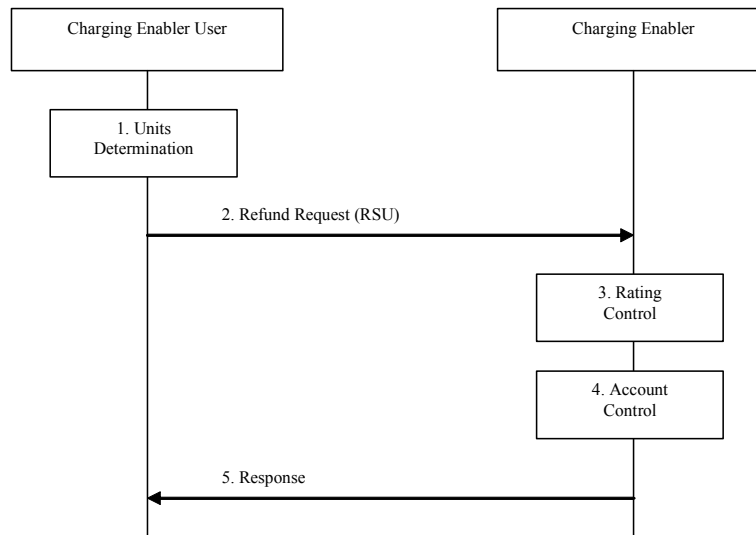 Charging Enabler User
Charging Enabler
1. Units
Determination
2. Refund Request (RSU)
3. Rating
Control
4. Account
Control
5. Response